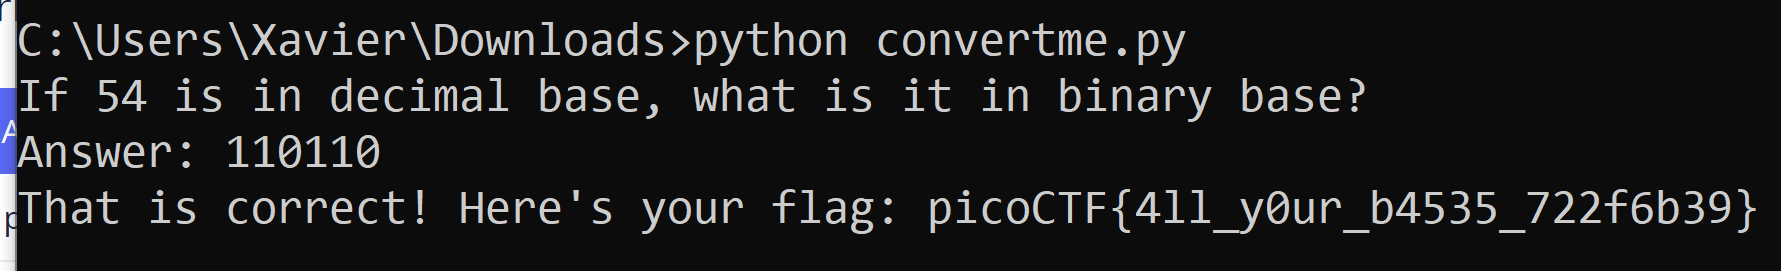 C:\Users\Xavier\Downloads>python convertme.py
If 54 is in decimal base, what is it in binary base?
Answer: 110110
That is correct! Here's your flag: picoCTF{4ll_y0ur_b4535_722f6b39}